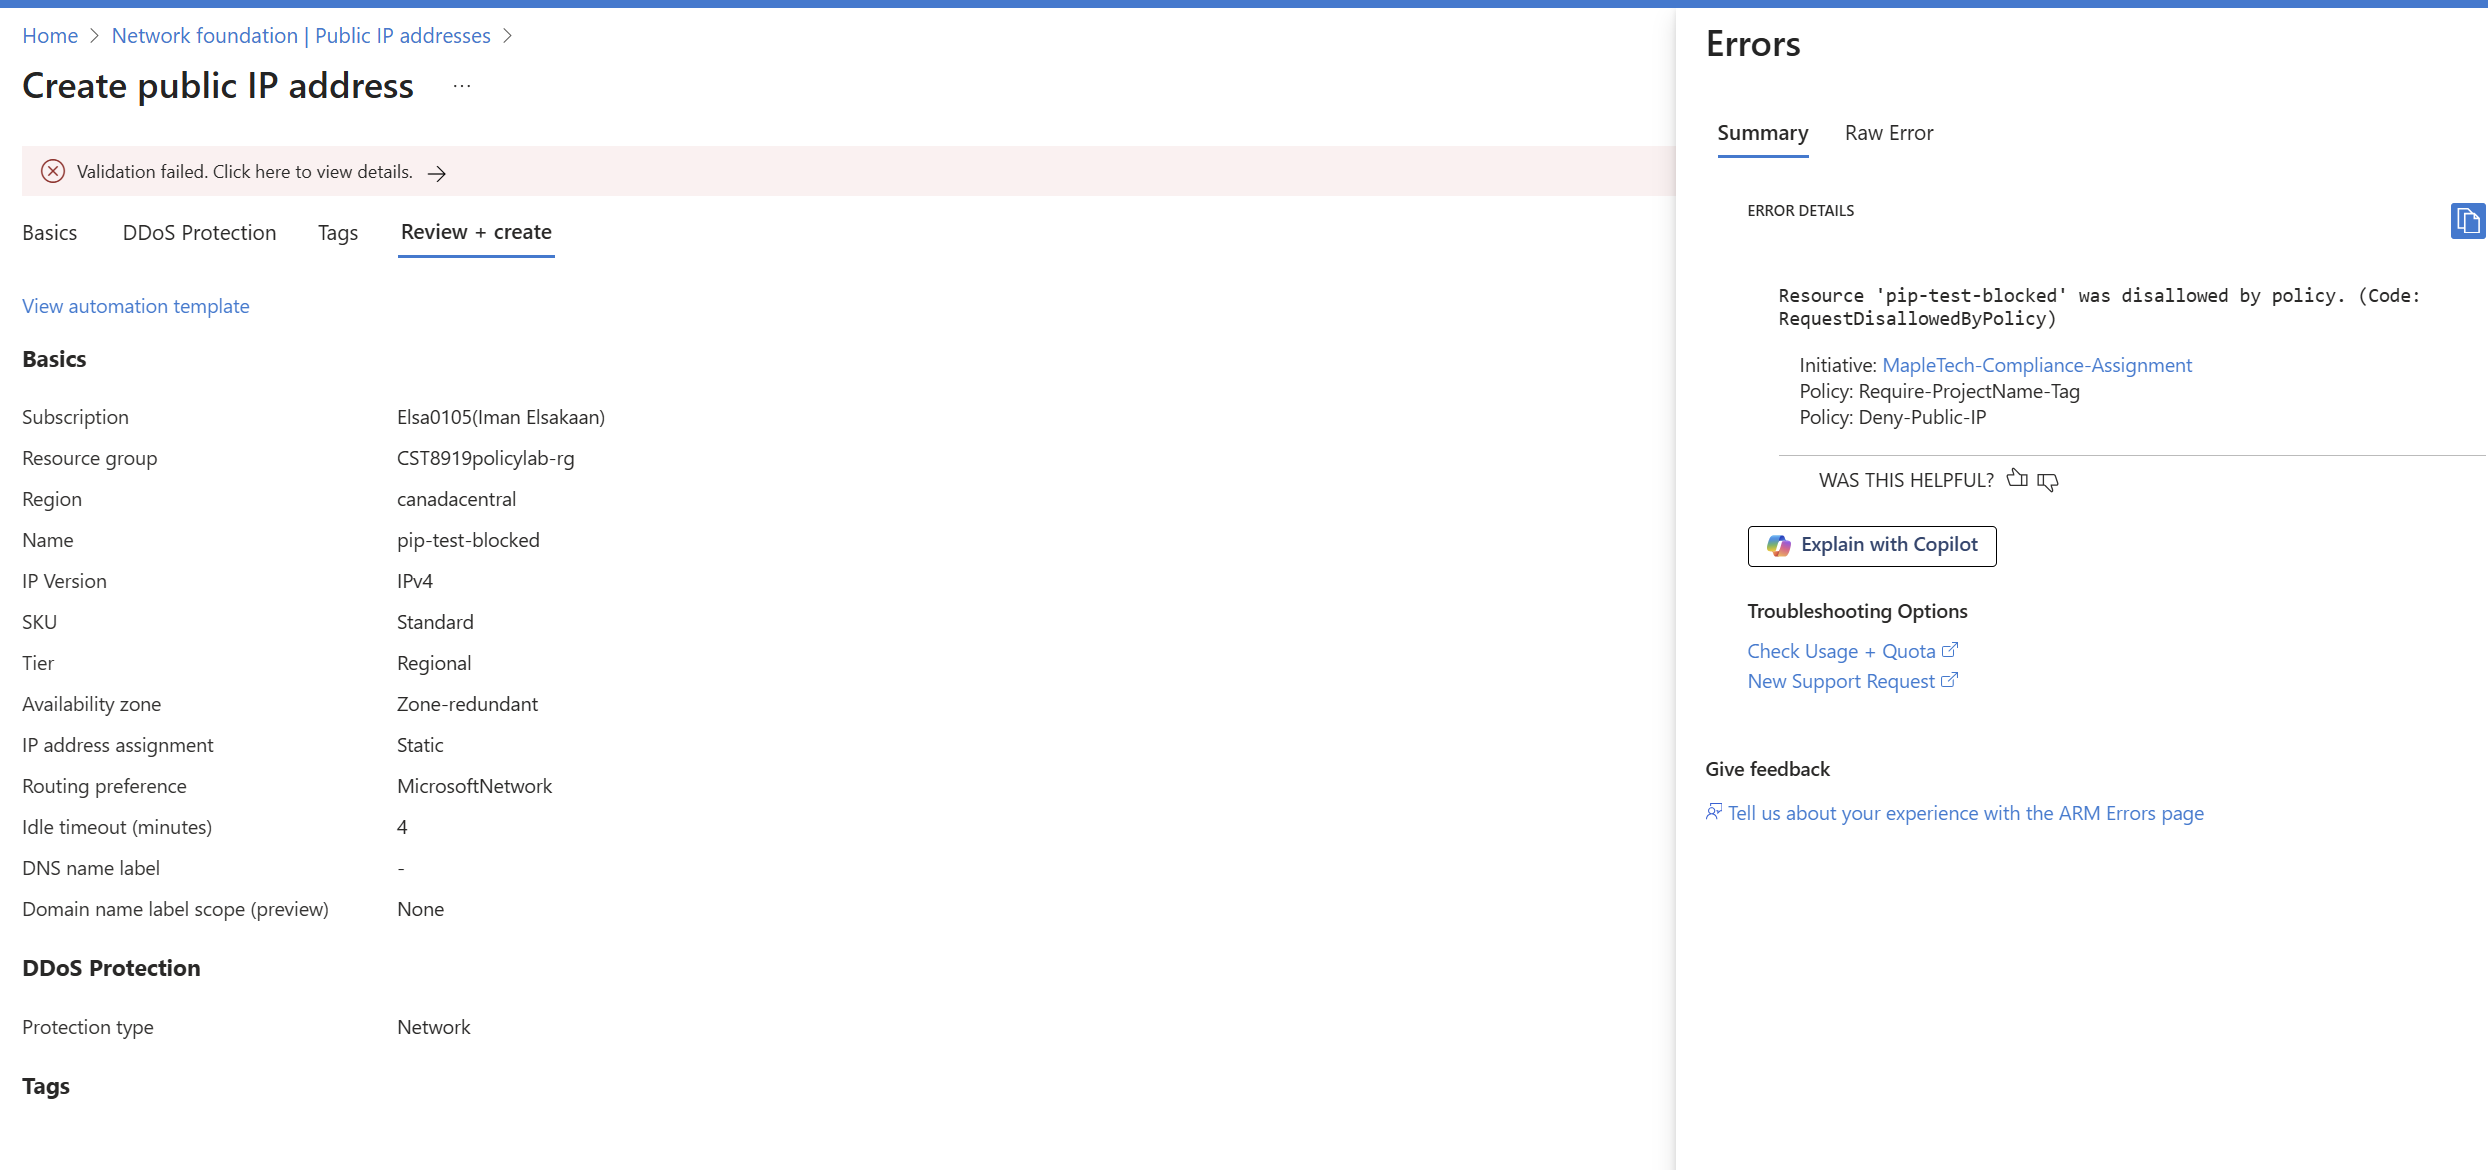 Home > Network foundation | Public IP addresses >
Create public IP address ...
Validation failed. Click here to view details. →
Basics DDoS Protection Tags Review + create
View automation template
Basics
Subscription Elsa0105(Iman Elsakaan)
Resource group CST8919policylab-rg
Region canadacentral
Name pip-test-blocked
IP Version IPv4
SKU Standard
Tier Regional
Availability zone Zone-redundant
IP address assignment Static
Routing preference MicrosoftNetwork
Idle timeout (minutes) 4
DNS name label -
Domain name label scope (preview) None
DDoS Protection
Protection type Network
Tags
Errors
Summary Raw Error
ERROR DETAILS
Resource 'pip-test-blocked' was disallowed by policy. (Code:
RequestDisallowedByPolicy)
Initiative: MapleTech-Compliance-Assignment
Policy: Require-ProjectName-Tag
Policy: Deny-Public-IP
WAS THIS HELPFUL?
Explain with Copilot
Troubleshooting Options
Check Usage + Quota
New Support Request
Give feedback
Tell us about your experience with the ARM Errors page